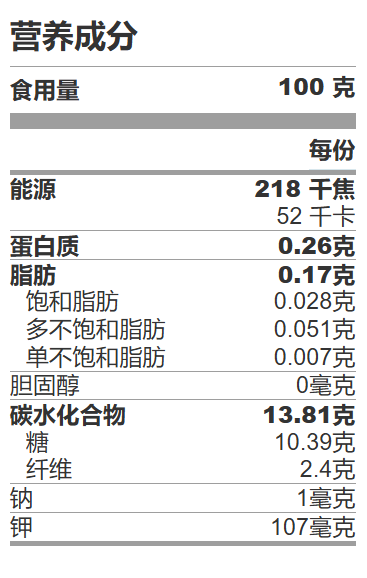 营养成分
食用量 100 克
每份
能源 218 千焦
52 千卡
蛋白质 0.26克
脂肪 0.17克
饱和脂肪 0.028克
多不饱和脂肪 0.051克
单不饱和脂肪 0.007克
胆固醇 0毫克
碳水化合物 13.81克
糖 10.39克
纤维 2.4克
钠 1毫克
钾 107毫克